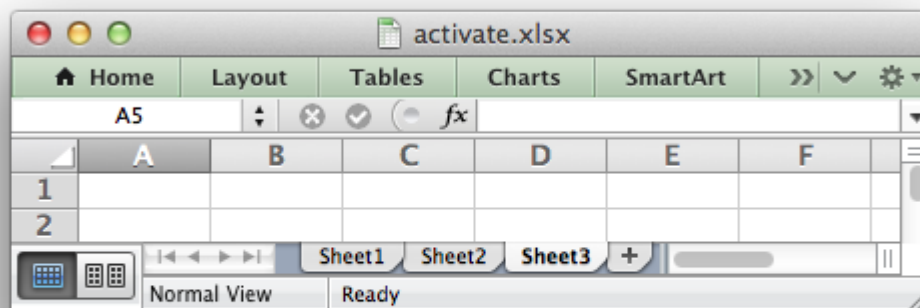 activate.xlsx
Home Layout Tables Charts SmartArt
A5 fx
A B C D E F
1
2
Sheet1 Sheet2 Sheet3 +
Normal View Ready